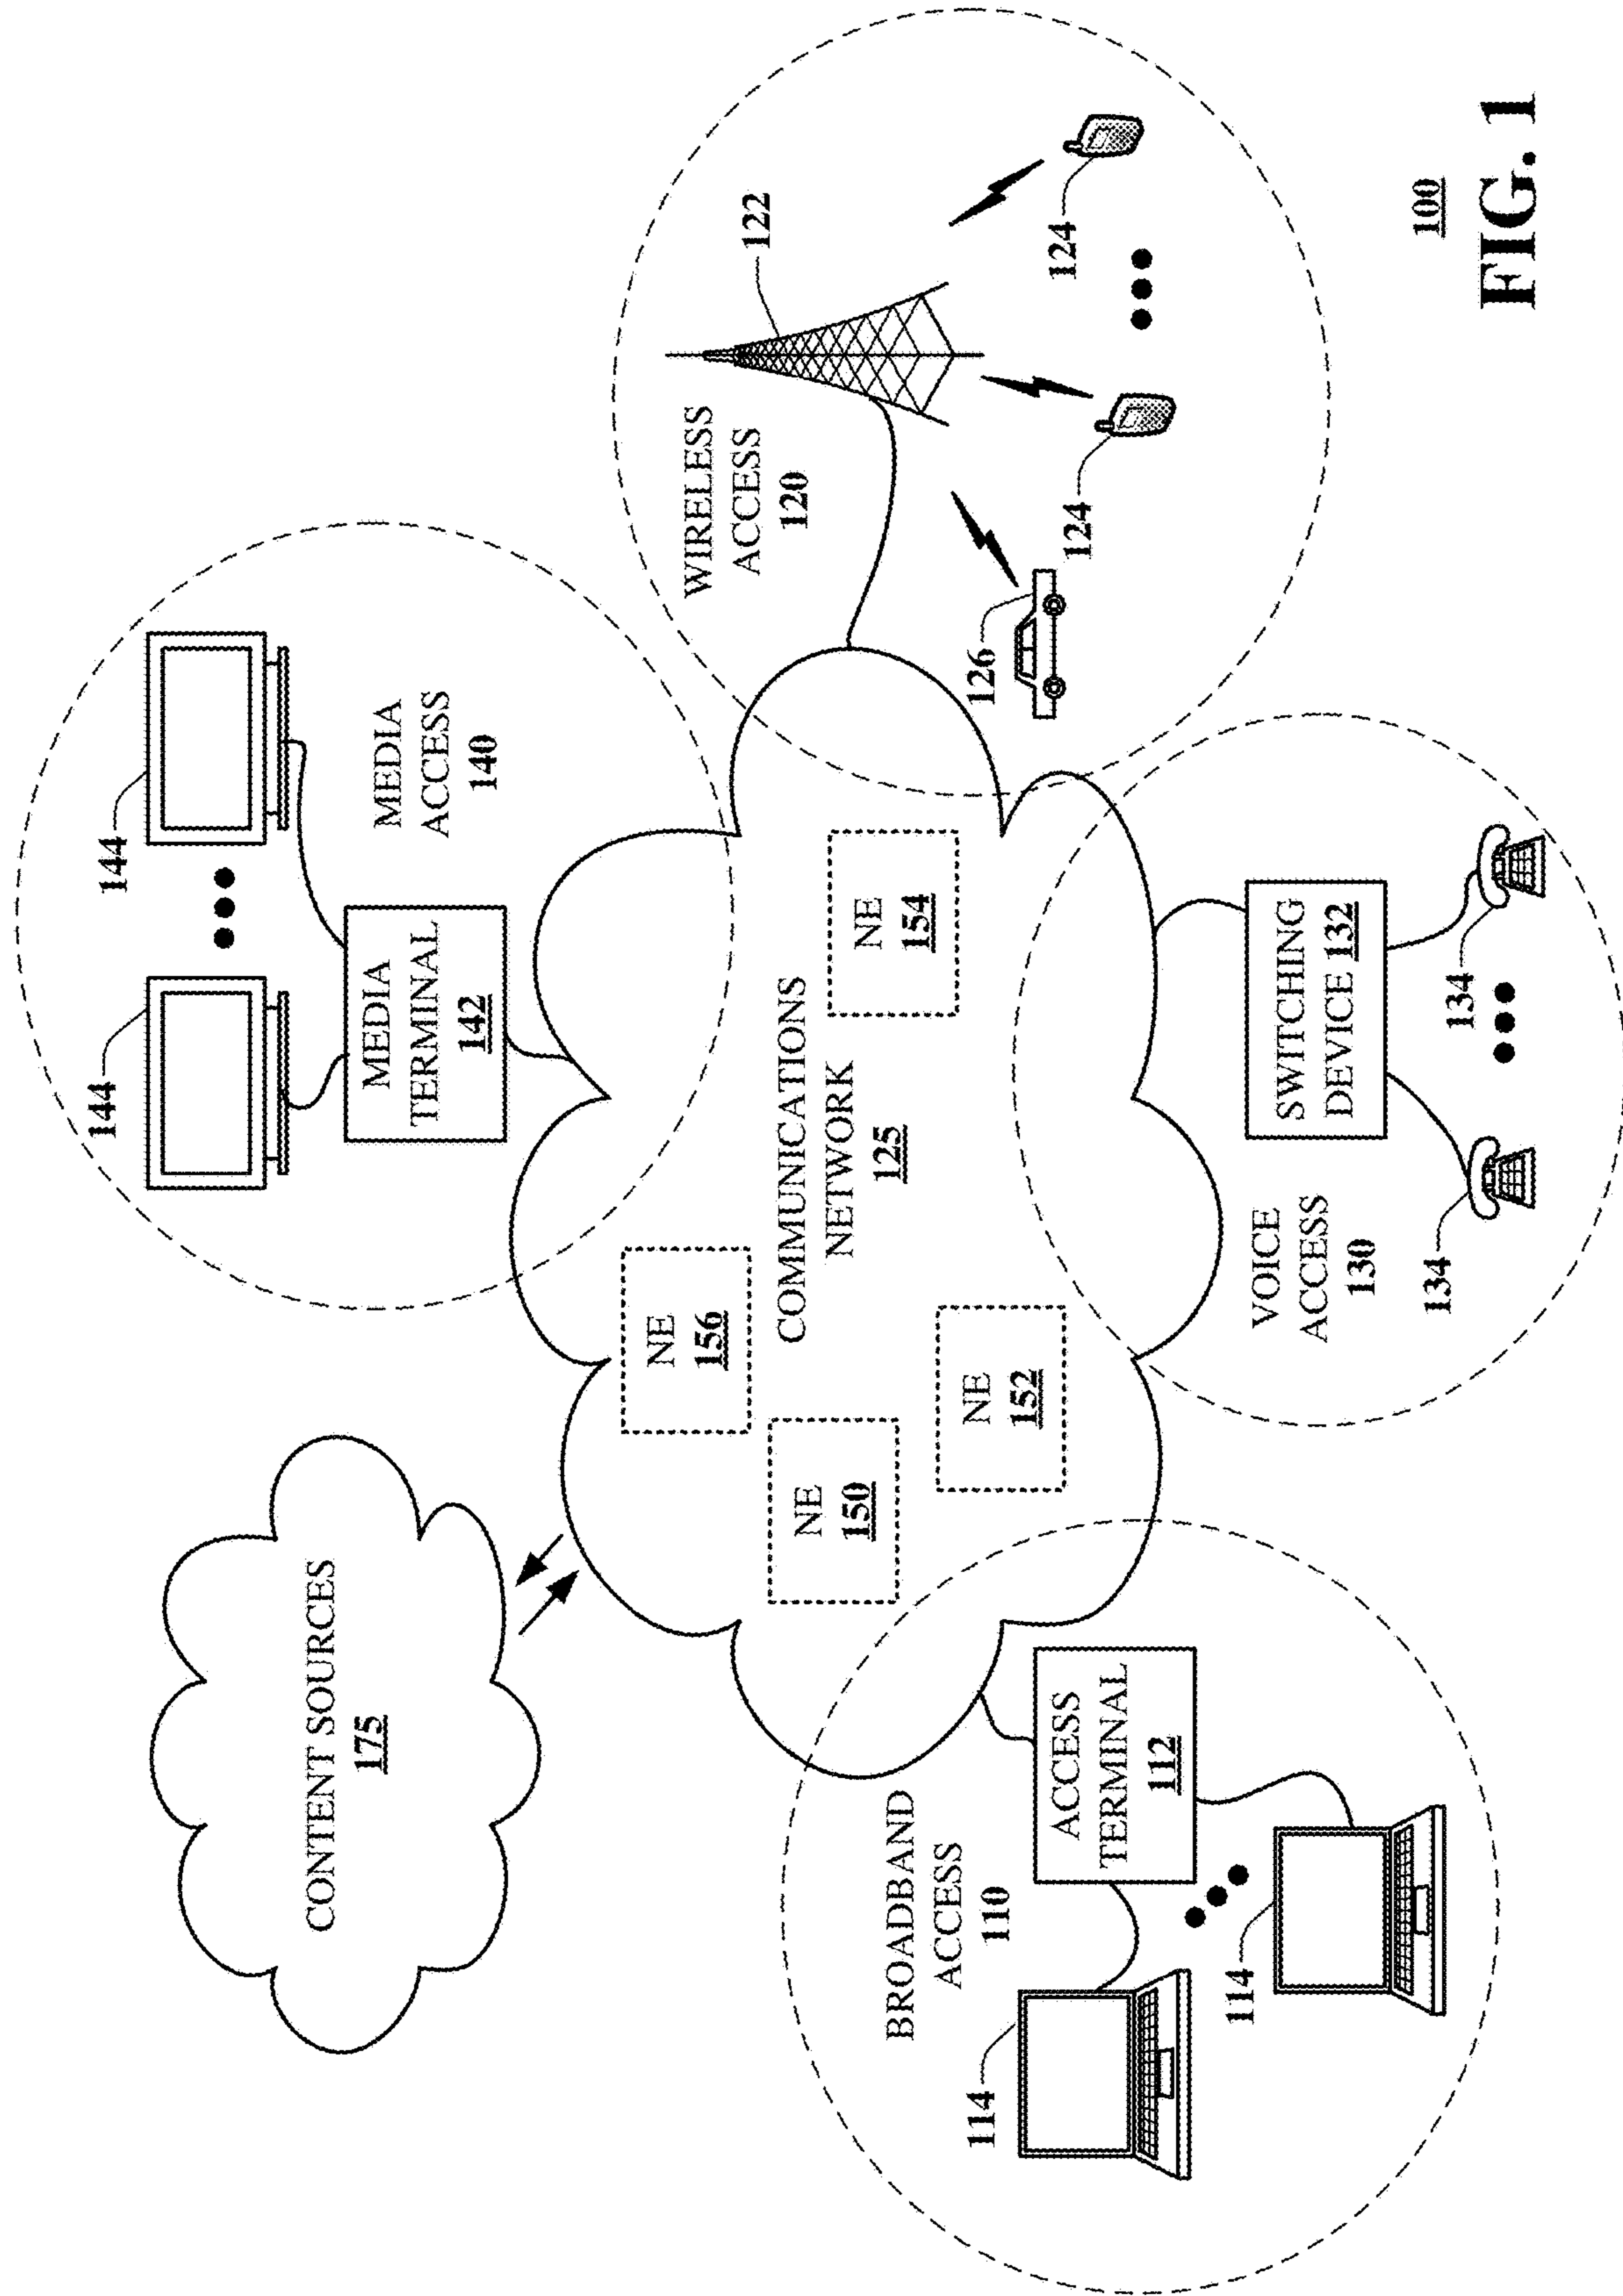 CONTENT SOURCES
175
144
144
MEDIA
TERMINAL
142
MEDIA
ACCESS
140
NE
156
NE
150
NE
152
COMMUNICATIONS
NETWORK
125
NE
154
WIRELESS
ACCESS
120
122
126
124
124
BROADBAND
ACCESS
110
ACCESS
TERMINAL
112
114
114
VOICE
ACCESS
130
SWITCHING
DEVICE 132
134
134
100
FIG. 1